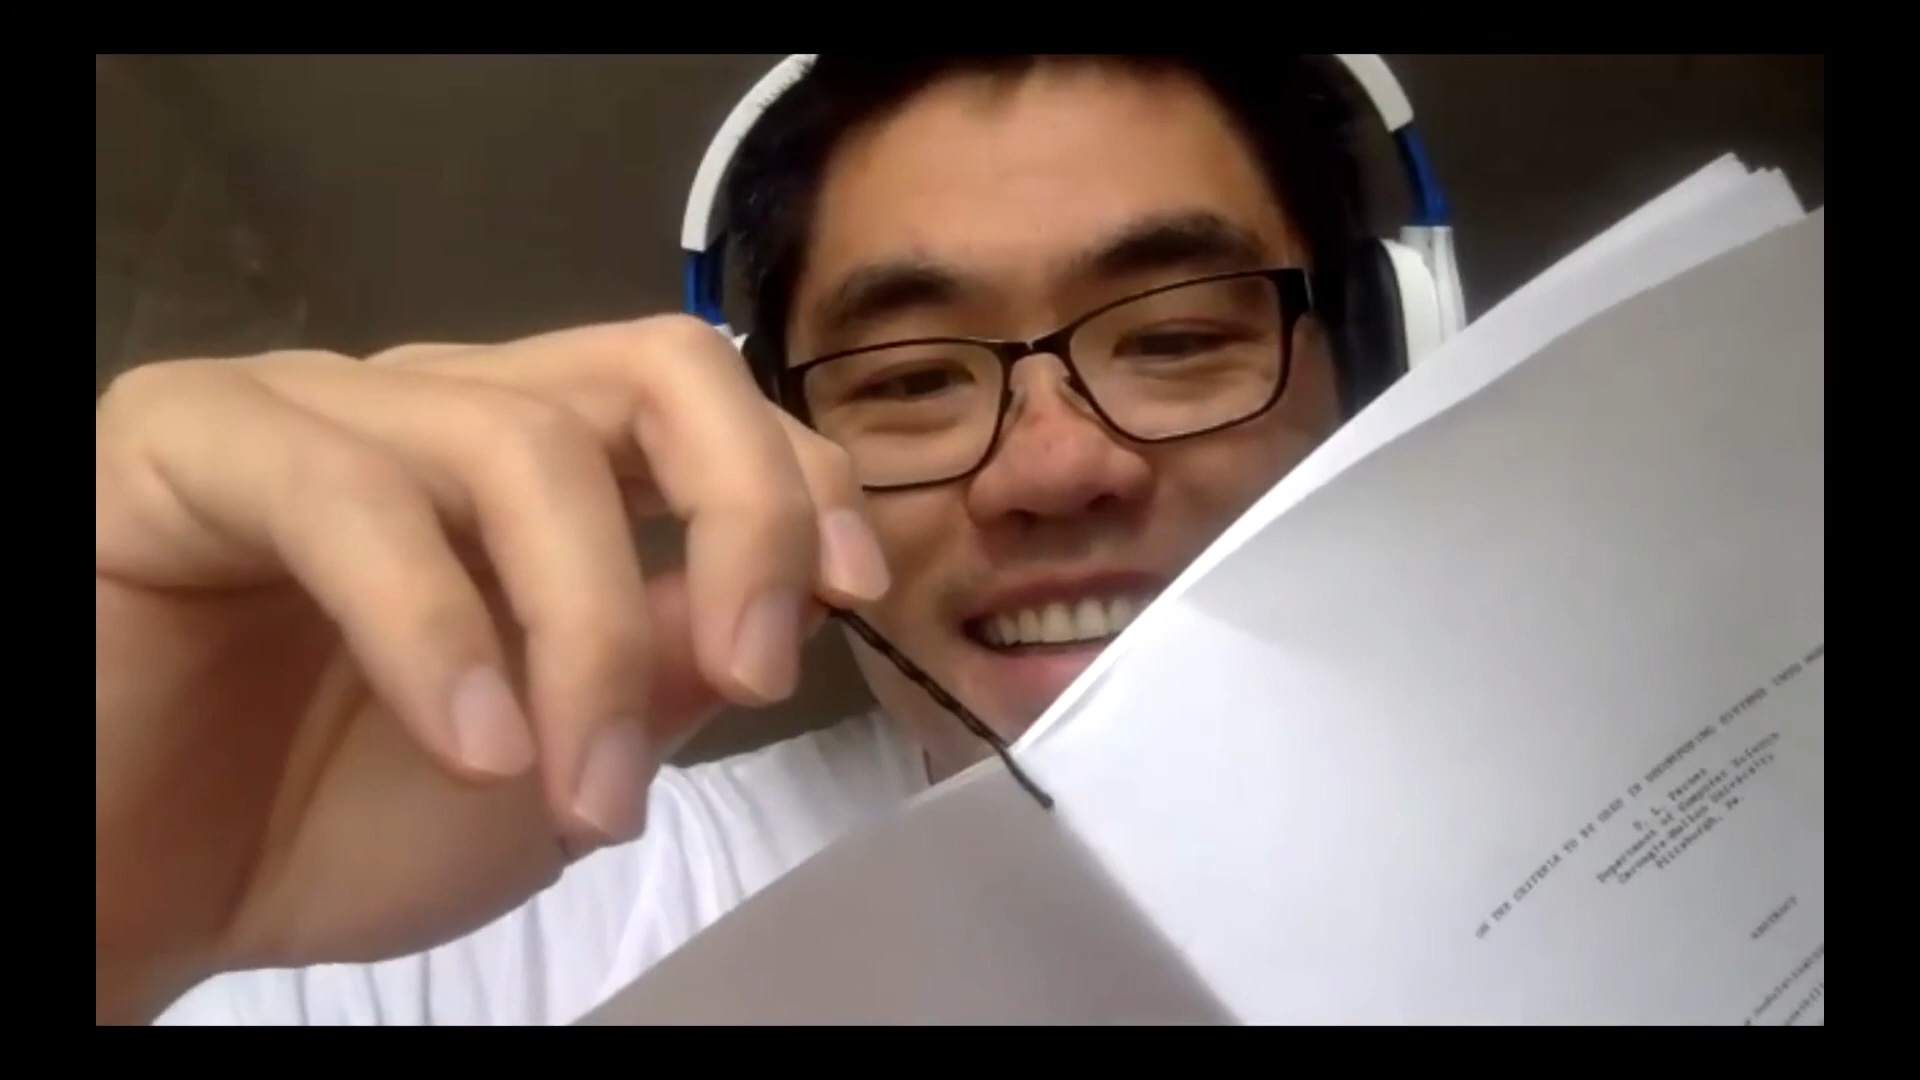 ON THE CRITERIA TO BE USED IN DECOMPOSING SYSTEMS INTO
D. L. Parnas
Department of Computer Science
Carnegie-Mellon University
Pittsburgh, Pa.
ABSTRACT